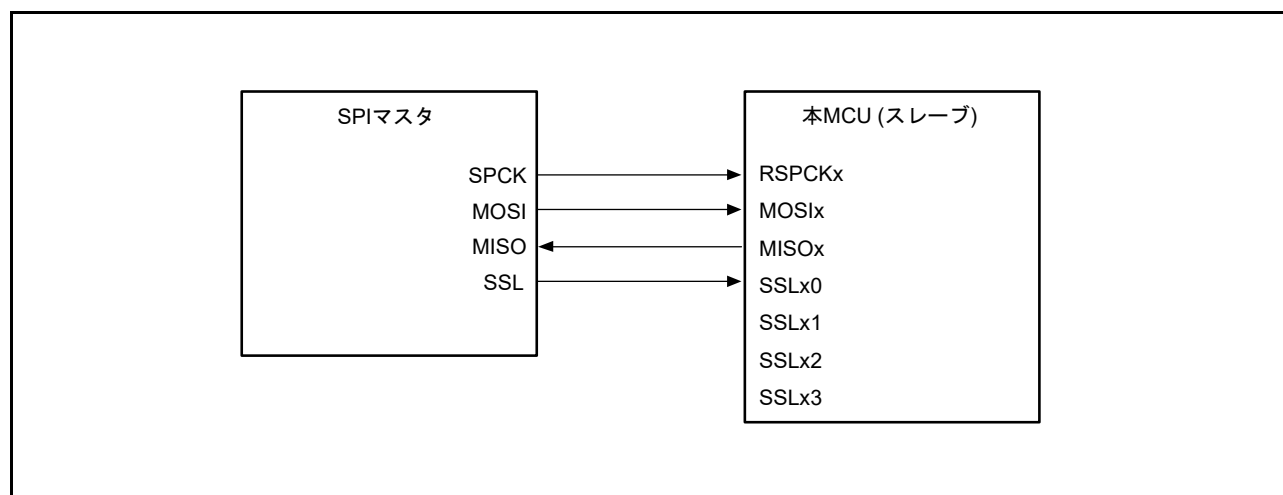 SPIマスタ
SPCK
MOSI
MISO
SSL
本MCU (スレーブ)
RSPCKx
MOSIx
MISOx
SSLx0
SSLx1
SSLx2
SSLx3